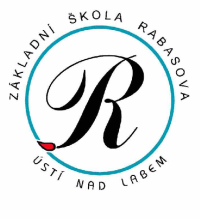 ZÁKLADNÍ ŠKOLA RABASOVA
R
ÚSTÍ NAD LABEM